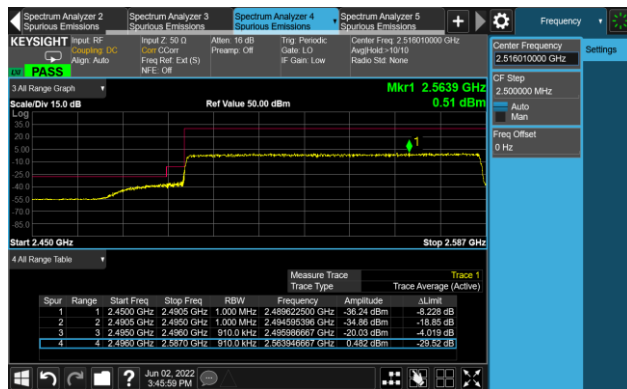 Spectrum Analyzer 2
Spurious Emissions
Spectrum Analyzer 3
Spurious Emissions
Spectrum Analyzer 4
Spurious Emissions
Spectrum Analyzer 5
Spurious Emissions
+
Frequency
KEYSIGHT
Input: RF
Coupling: DC
Align: Auto
Input Z: 50 Ω
Corr CCorr
Freq Ref: Ext (S)
NFE: Off
Atten: 16 dB
Preamp: Off
Trig: Periodic
Gate: LO
IF Gain: Low
Center Freq: 2.516010000 GHz
Avg|Hold:>10/10
Radio Std: None
PASS
Center Frequency
2.516010000 GHz
Settings
CF Step
2.500000 MHz
Auto
Man
Freq Offset
0 Hz
3 All Range Graph
Mkr1 2.5639 GHz
Scale/Div 15.0 dB
Ref Value 50.00 dBm
0.51 dBm
Log
35.0
20.0
5.00
-10.0
-25.0
-40.0
-55.0
-70.0
-85.0
1
Start 2.450 GHz
Stop 2.587 GHz
4 All Range Table
Measure Trace Trace 1
Trace Type Trace Average (Active)
Spur Range Start Freq Stop Freq RBW Frequency Amplitude ΔLimit
1 1 2.4500 GHz 2.4905 GHz 1.000 MHz 2.489622500 GHz -36.24 dBm -8.228 dB
2 2 2.4905 GHz 2.4950 GHz 1.000 MHz 2.494595396 GHz -34.86 dBm -18.85 dB
3 3 2.4950 GHz 2.4960 GHz 910.0 kHz 2.495986667 GHz -20.03 dBm -4.019 dB
4 4 2.4960 GHz 2.5870 GHz 910.0 kHz 2.563946667 GHz 0.482 dBm -29.52 dB
?
Jun 02, 2022
3:45:59 PM